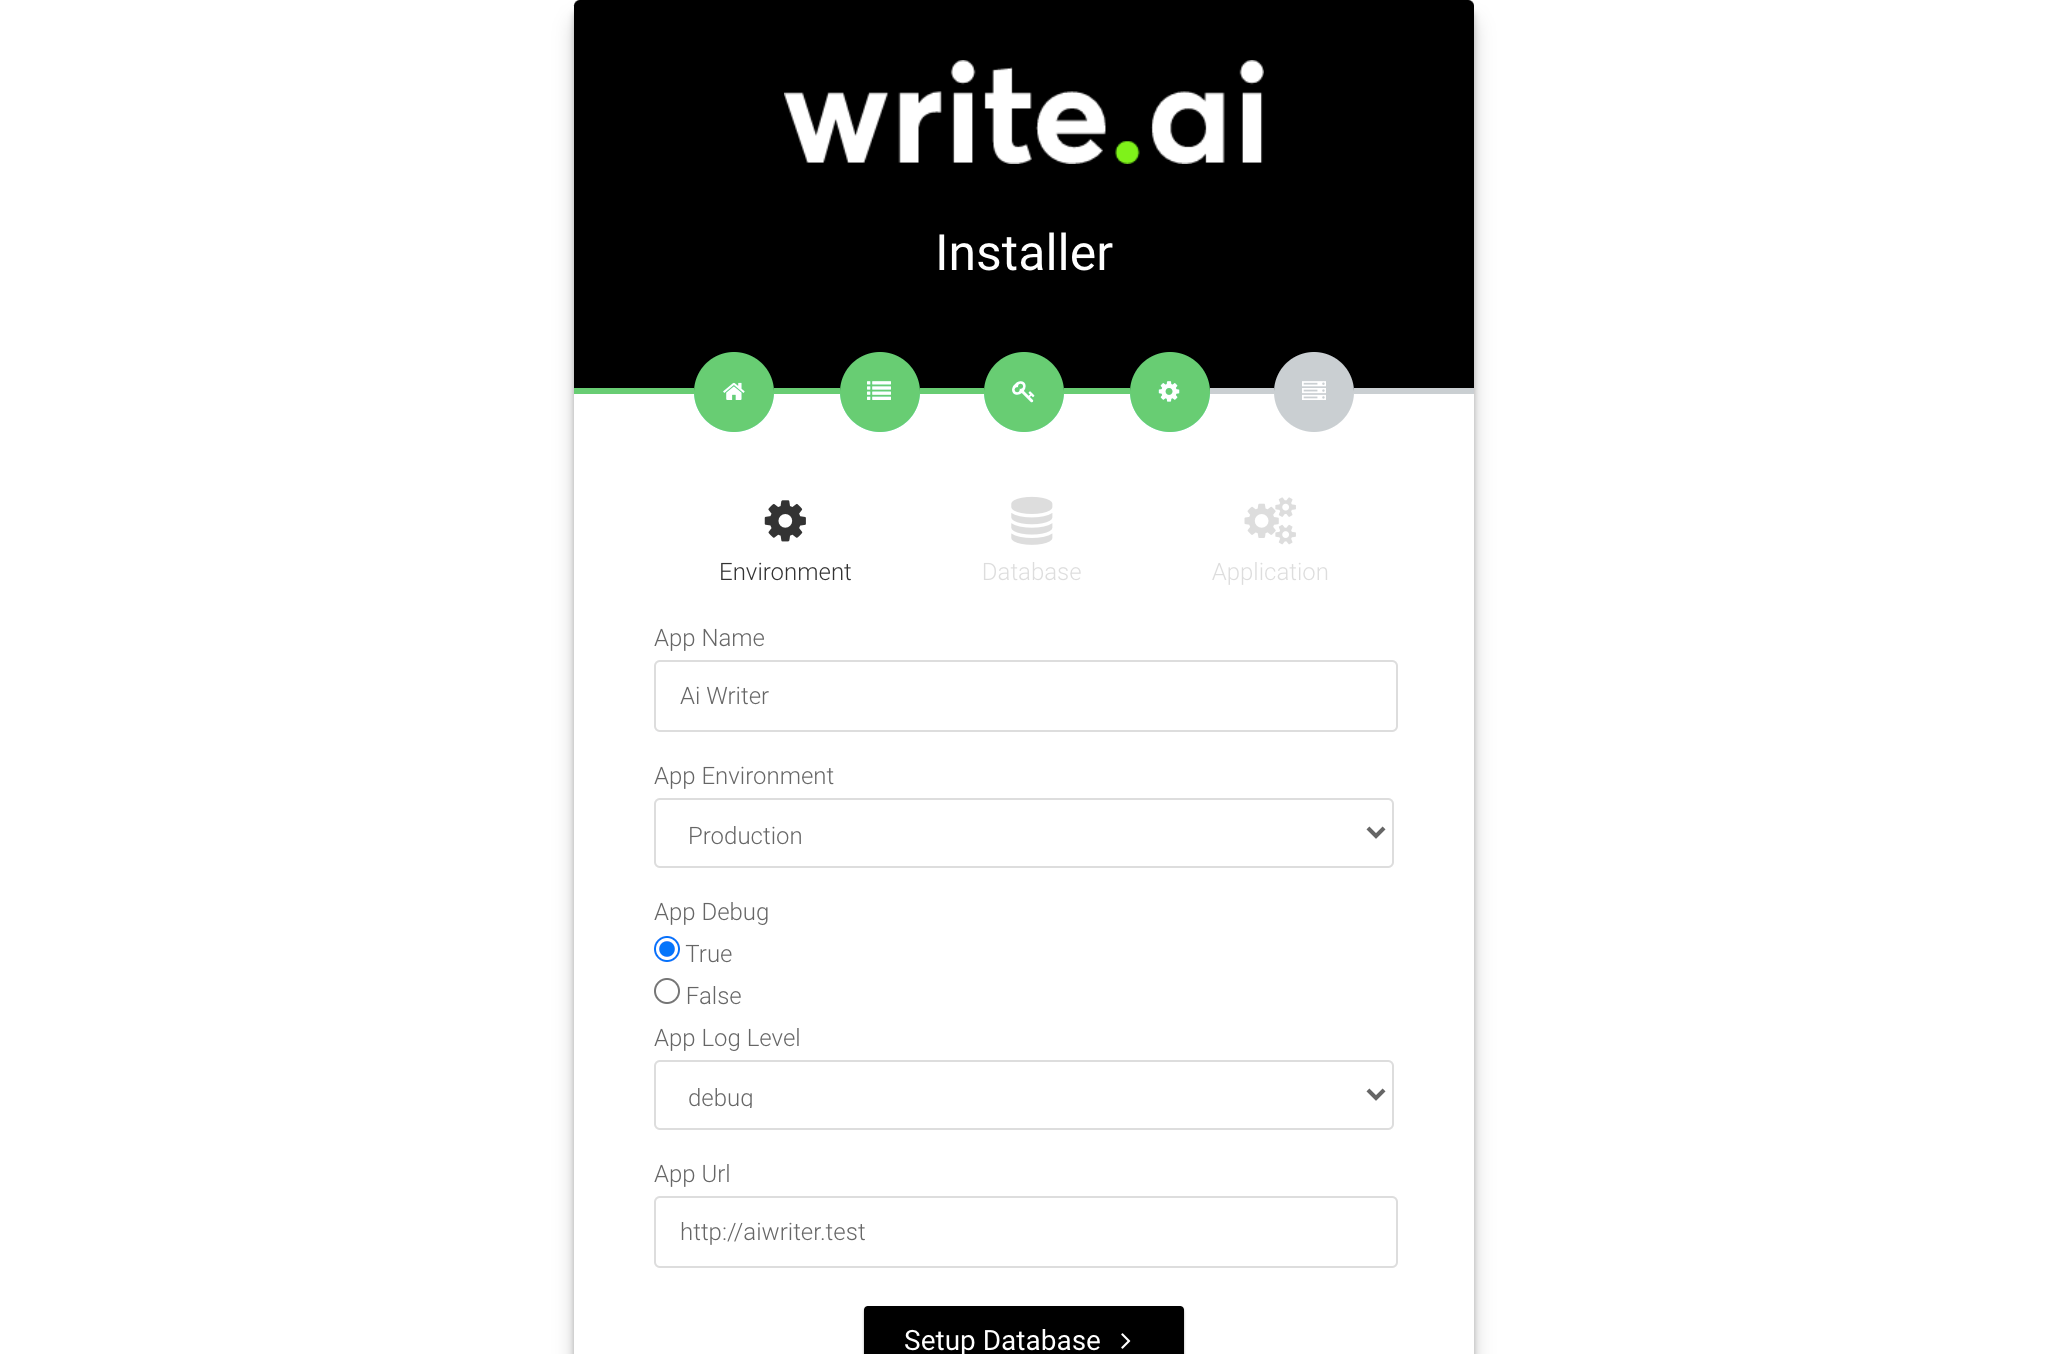 write.ai
Installer
Environment
Database
Application
App Name
Ai Writer
App Environment
Production
App Debug
True
False
App Log Level
debug
App Url
http://aiwriter.test
Setup Database